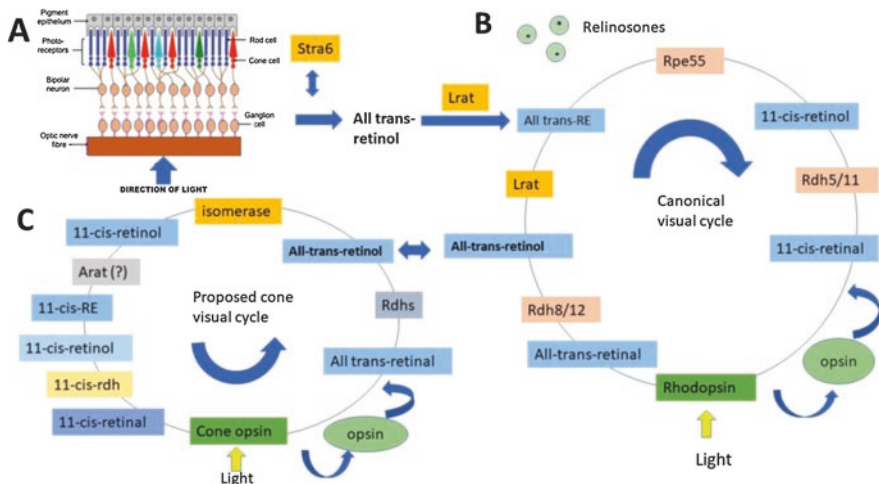 A
Pigment
epithelium
Photo-
receptors
Bipolar
neuron
Optic nerve
fibre
Rod cell
Cone cell
Ganglion
cell
DIRECTION OF LIGHT
Stra6
All trans-
retinol
Lrat
B
Relinosones
Rpe55
All trans-RE
11-cis-retinol
Lrat
Rdh5/11
Canonical
visual cycle
All-trans-retinol
11-cis-retinal
Rdh8/12
All-trans-retinal
opsin
Rhodopsin
Light
C
isomerase
11-cis-retinol
All-trans-retinol
Arat (?)
11-cis-RE
Proposed cone
visual cycle
Rdhs
11-cis-retinol
All trans-retinal
11-cis-rdh
11-cis-retinal
Cone opsin
opsin
Light